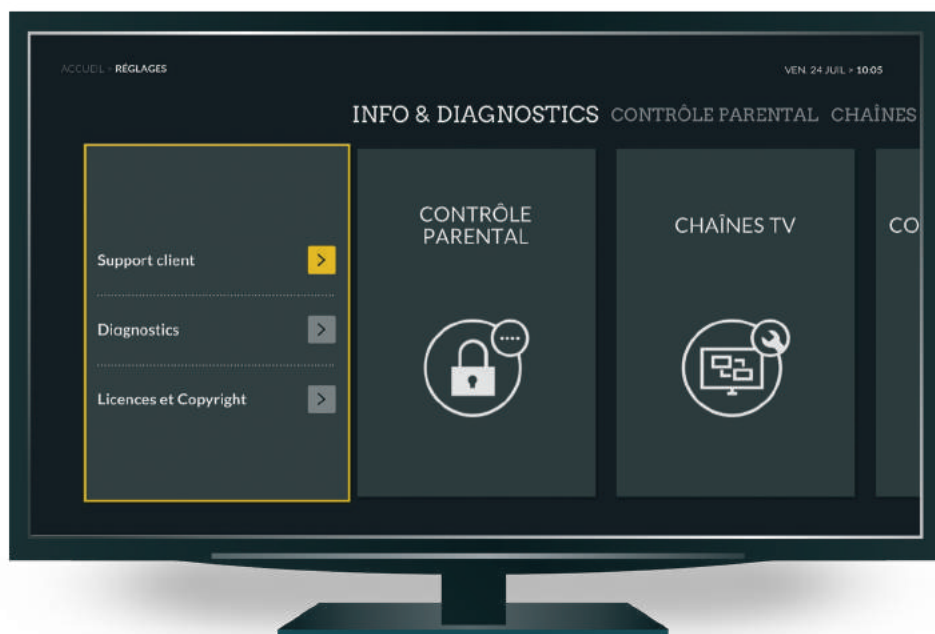 ACCUEIL > RÉGLAGES
VEN. 24 JUIL > 10:05
INFO & DIAGNOSTICS CONTRÔLE PARENTAL CHAÎNES
CONTRÔLE
PARENTAL
CHAÎNES TV
CO
Support client
Diagnostics
Licences et Copyright